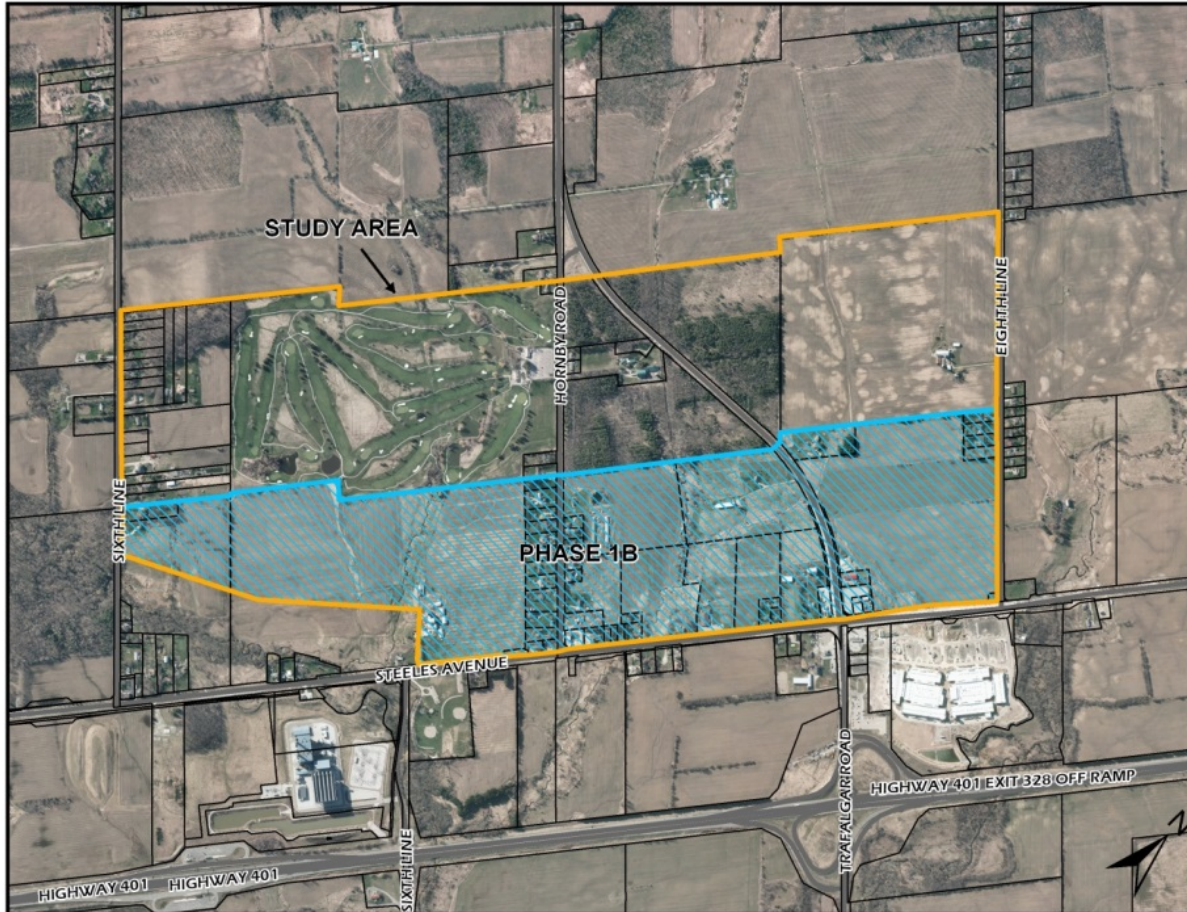 STUDY AREA
HORNBY ROAD
EIGHTH LINE
SIXTH LINE
PHASE 1B
STEELES AVENUE
TRAFALGAR ROAD
HIGHWAY 401 EXIT 328 OFF RAMP
SIXTH LINE
HIGHWAY 401
HIGHWAY 401
N